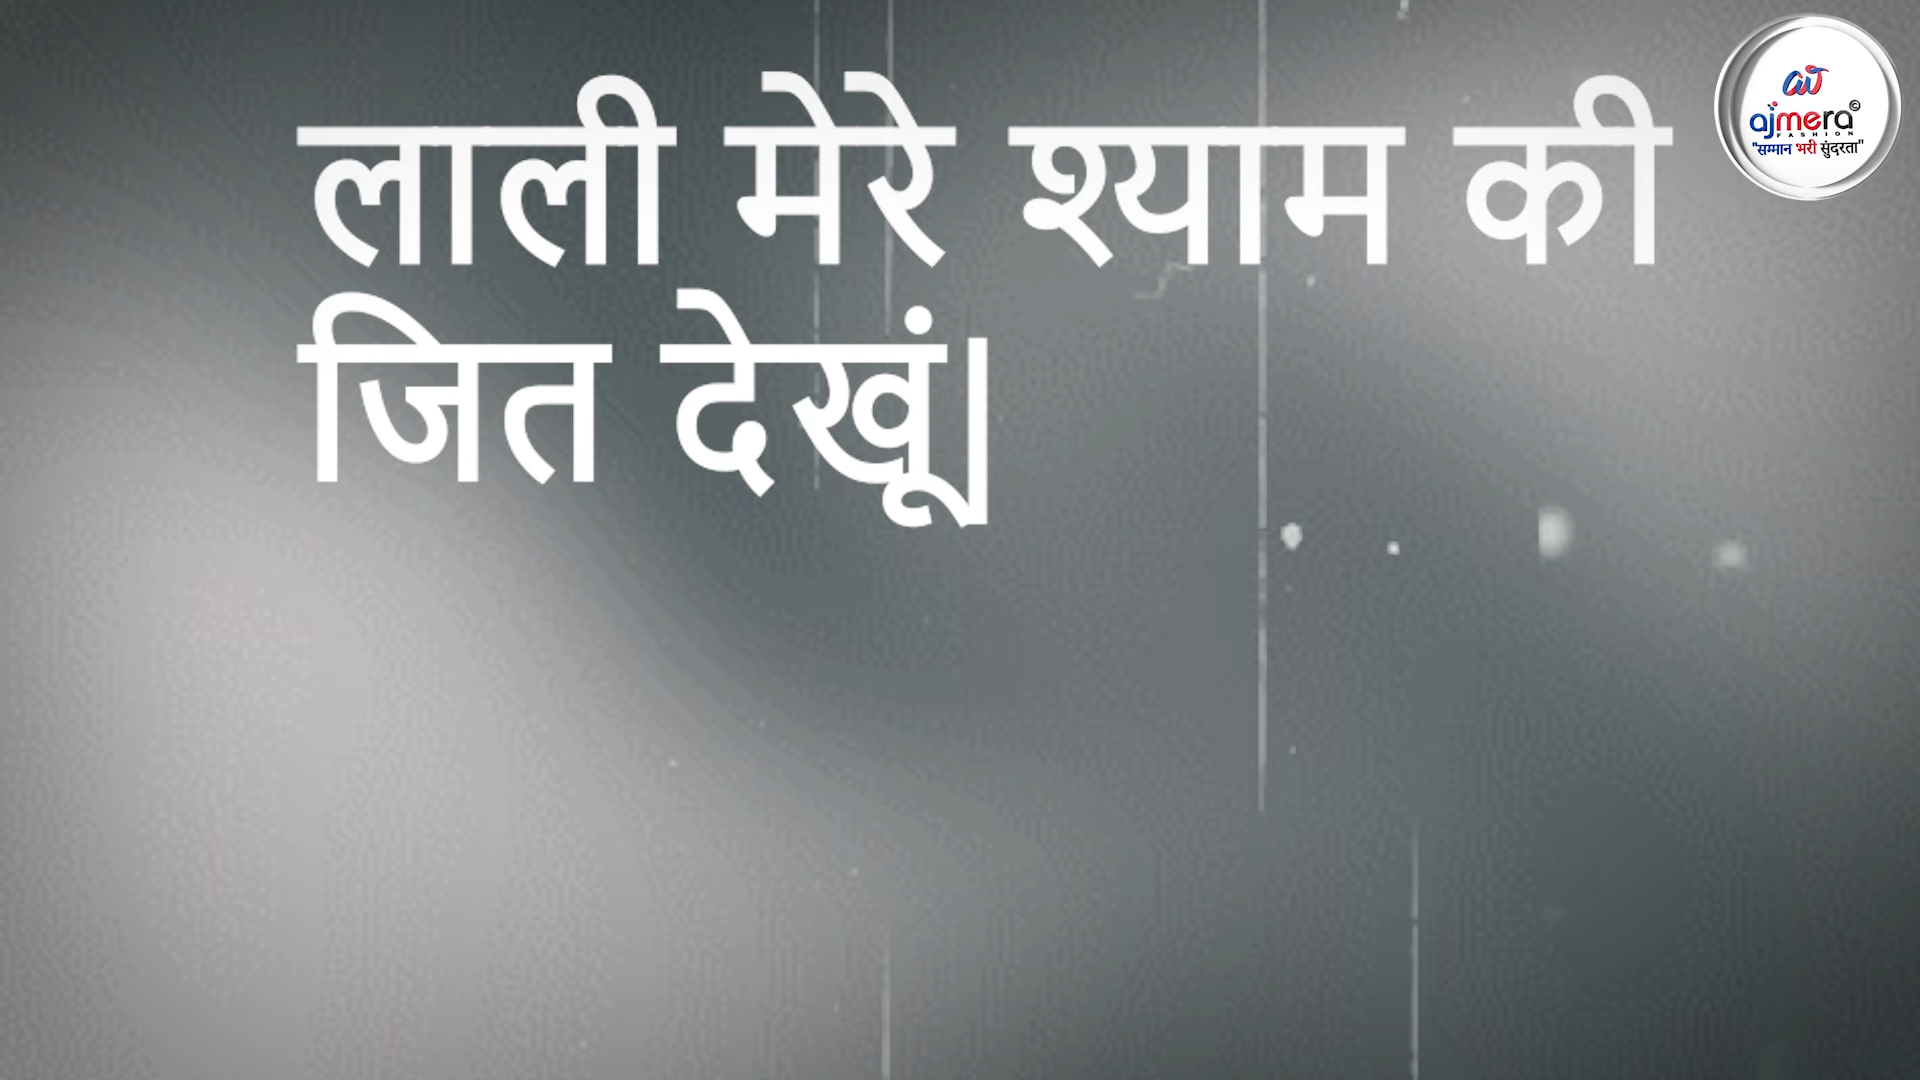 लाली मेरे श्याम की
जित देखूं|
ajmera©
FASHION
"सम्मान भरी सुंदरता"